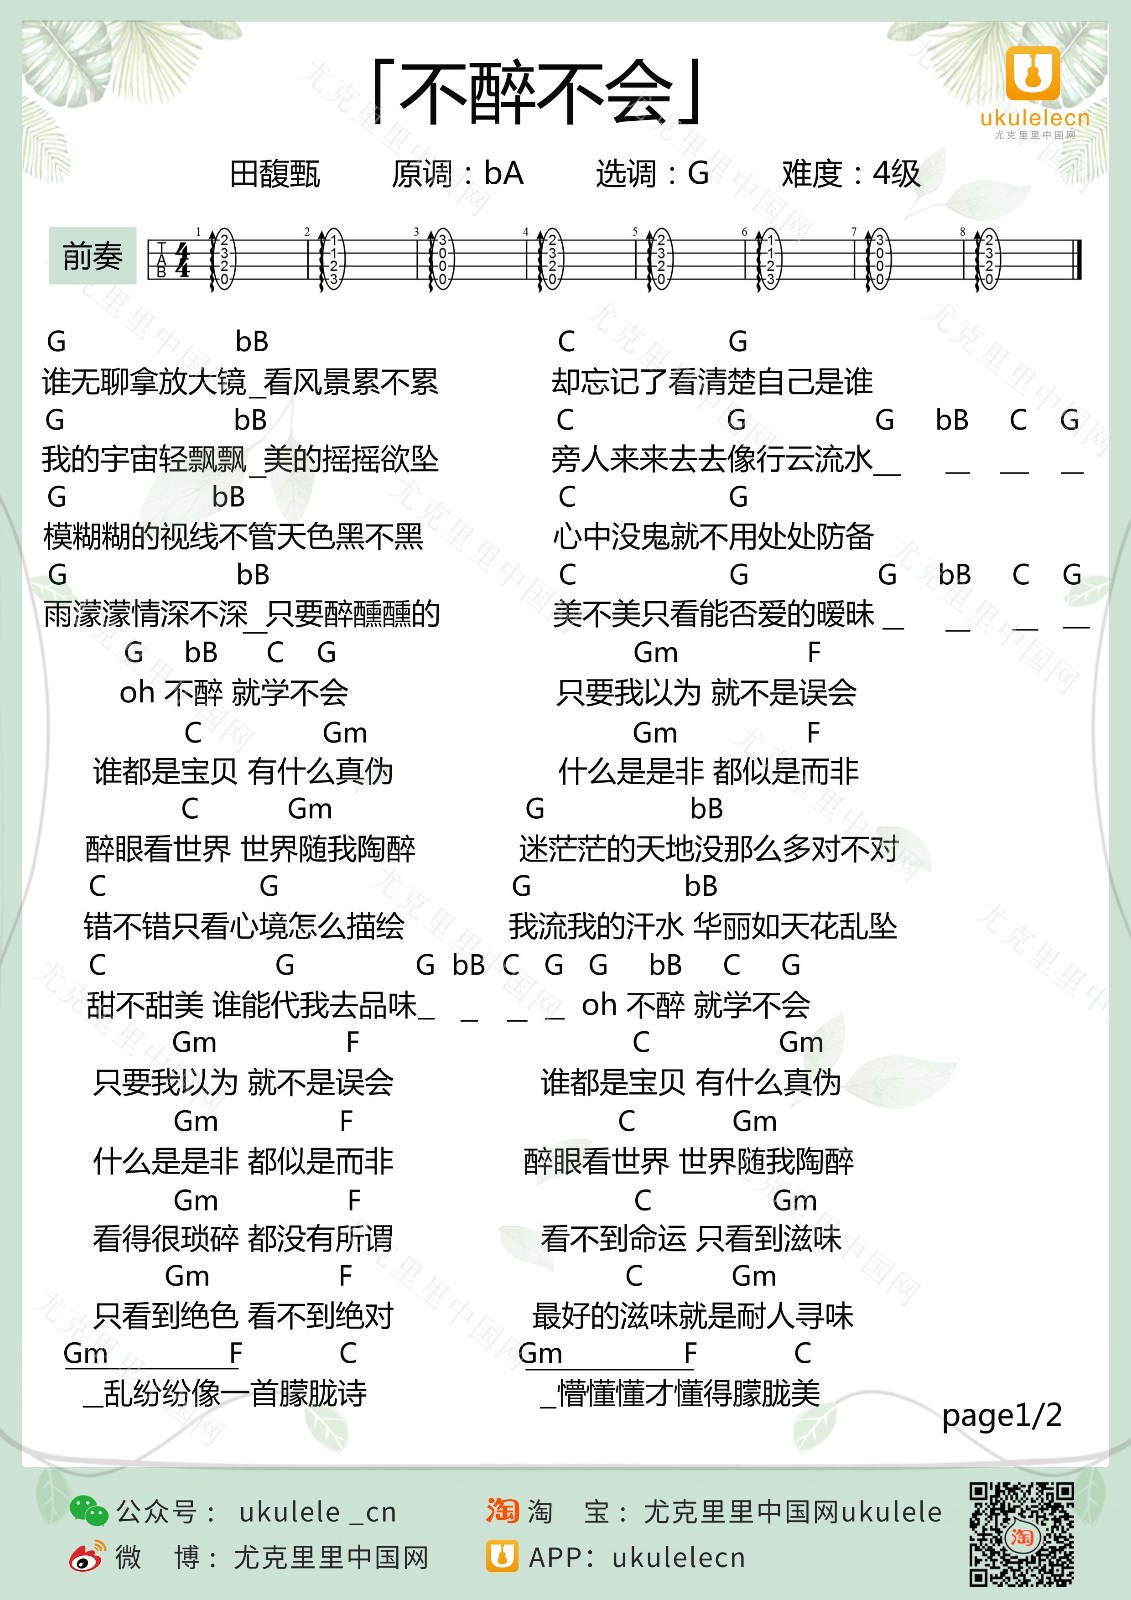 「不醉不会」
ukulelecn
尤克里里中国网
田馥甄 原调：bA 选调：G 难度：4级
前奏
1 2 3 4 5 6 7 8
T 4 2 1 3 2 2 1 3 2
A 3 1 0 3 3 1 0 3
B 4 2 2 0 2 2 2 0 2
0 3 0 0 0 3 0 0
G bB C G
谁无聊拿放大镜_看风景累不累 却忘记了看清楚自己是谁
G bB C G G bB C G
我的宇宙轻飘飘_美的摇摇欲坠 旁人来来去去像行云流水_ _ _ _
G bB C G
模糊糊的视线不管天色黑不黑 心中没鬼就不用处处防备
G bB C G G bB C G
雨濛濛情深不深_只要醉醺醺的 美不美只看能否爱的暧昧 _ _ _ _
G bB C G Gm F
oh 不醉 就学不会 只要我以为 就不是误会
C Gm Gm F
谁都是宝贝 有什么真伪 什么是是非 都似是而非
C Gm G bB
醉眼看世界 世界随我陶醉 迷茫茫的天地没那么多对不对
C G G bB
错不错只看心境怎么描绘 我流我的汗水 华丽如天花乱坠
C G G bB C G G bB C G
甜不甜美 谁能代我去品味_ _ _ _ oh 不醉 就学不会
Gm F C Gm
只要我以为 就不是误会 谁都是宝贝 有什么真伪
Gm F C Gm
什么是是非 都似是而非 醉眼看世界 世界随我陶醉
Gm F C Gm
看得很琐碎 都没有所谓 看不到命运 只看到滋味
Gm F C Gm
只看到绝色 看不到绝对 最好的滋味就是耐人寻味
Gm F C Gm F C
_乱纷纷像一首朦胧诗 _懵懂懂才懂得朦胧美
page1/2
公众号： ukulele _cn 淘 淘 宝：尤克里里中国网ukulele
微 博：尤克里里中国网 APP：ukulelecn
淘